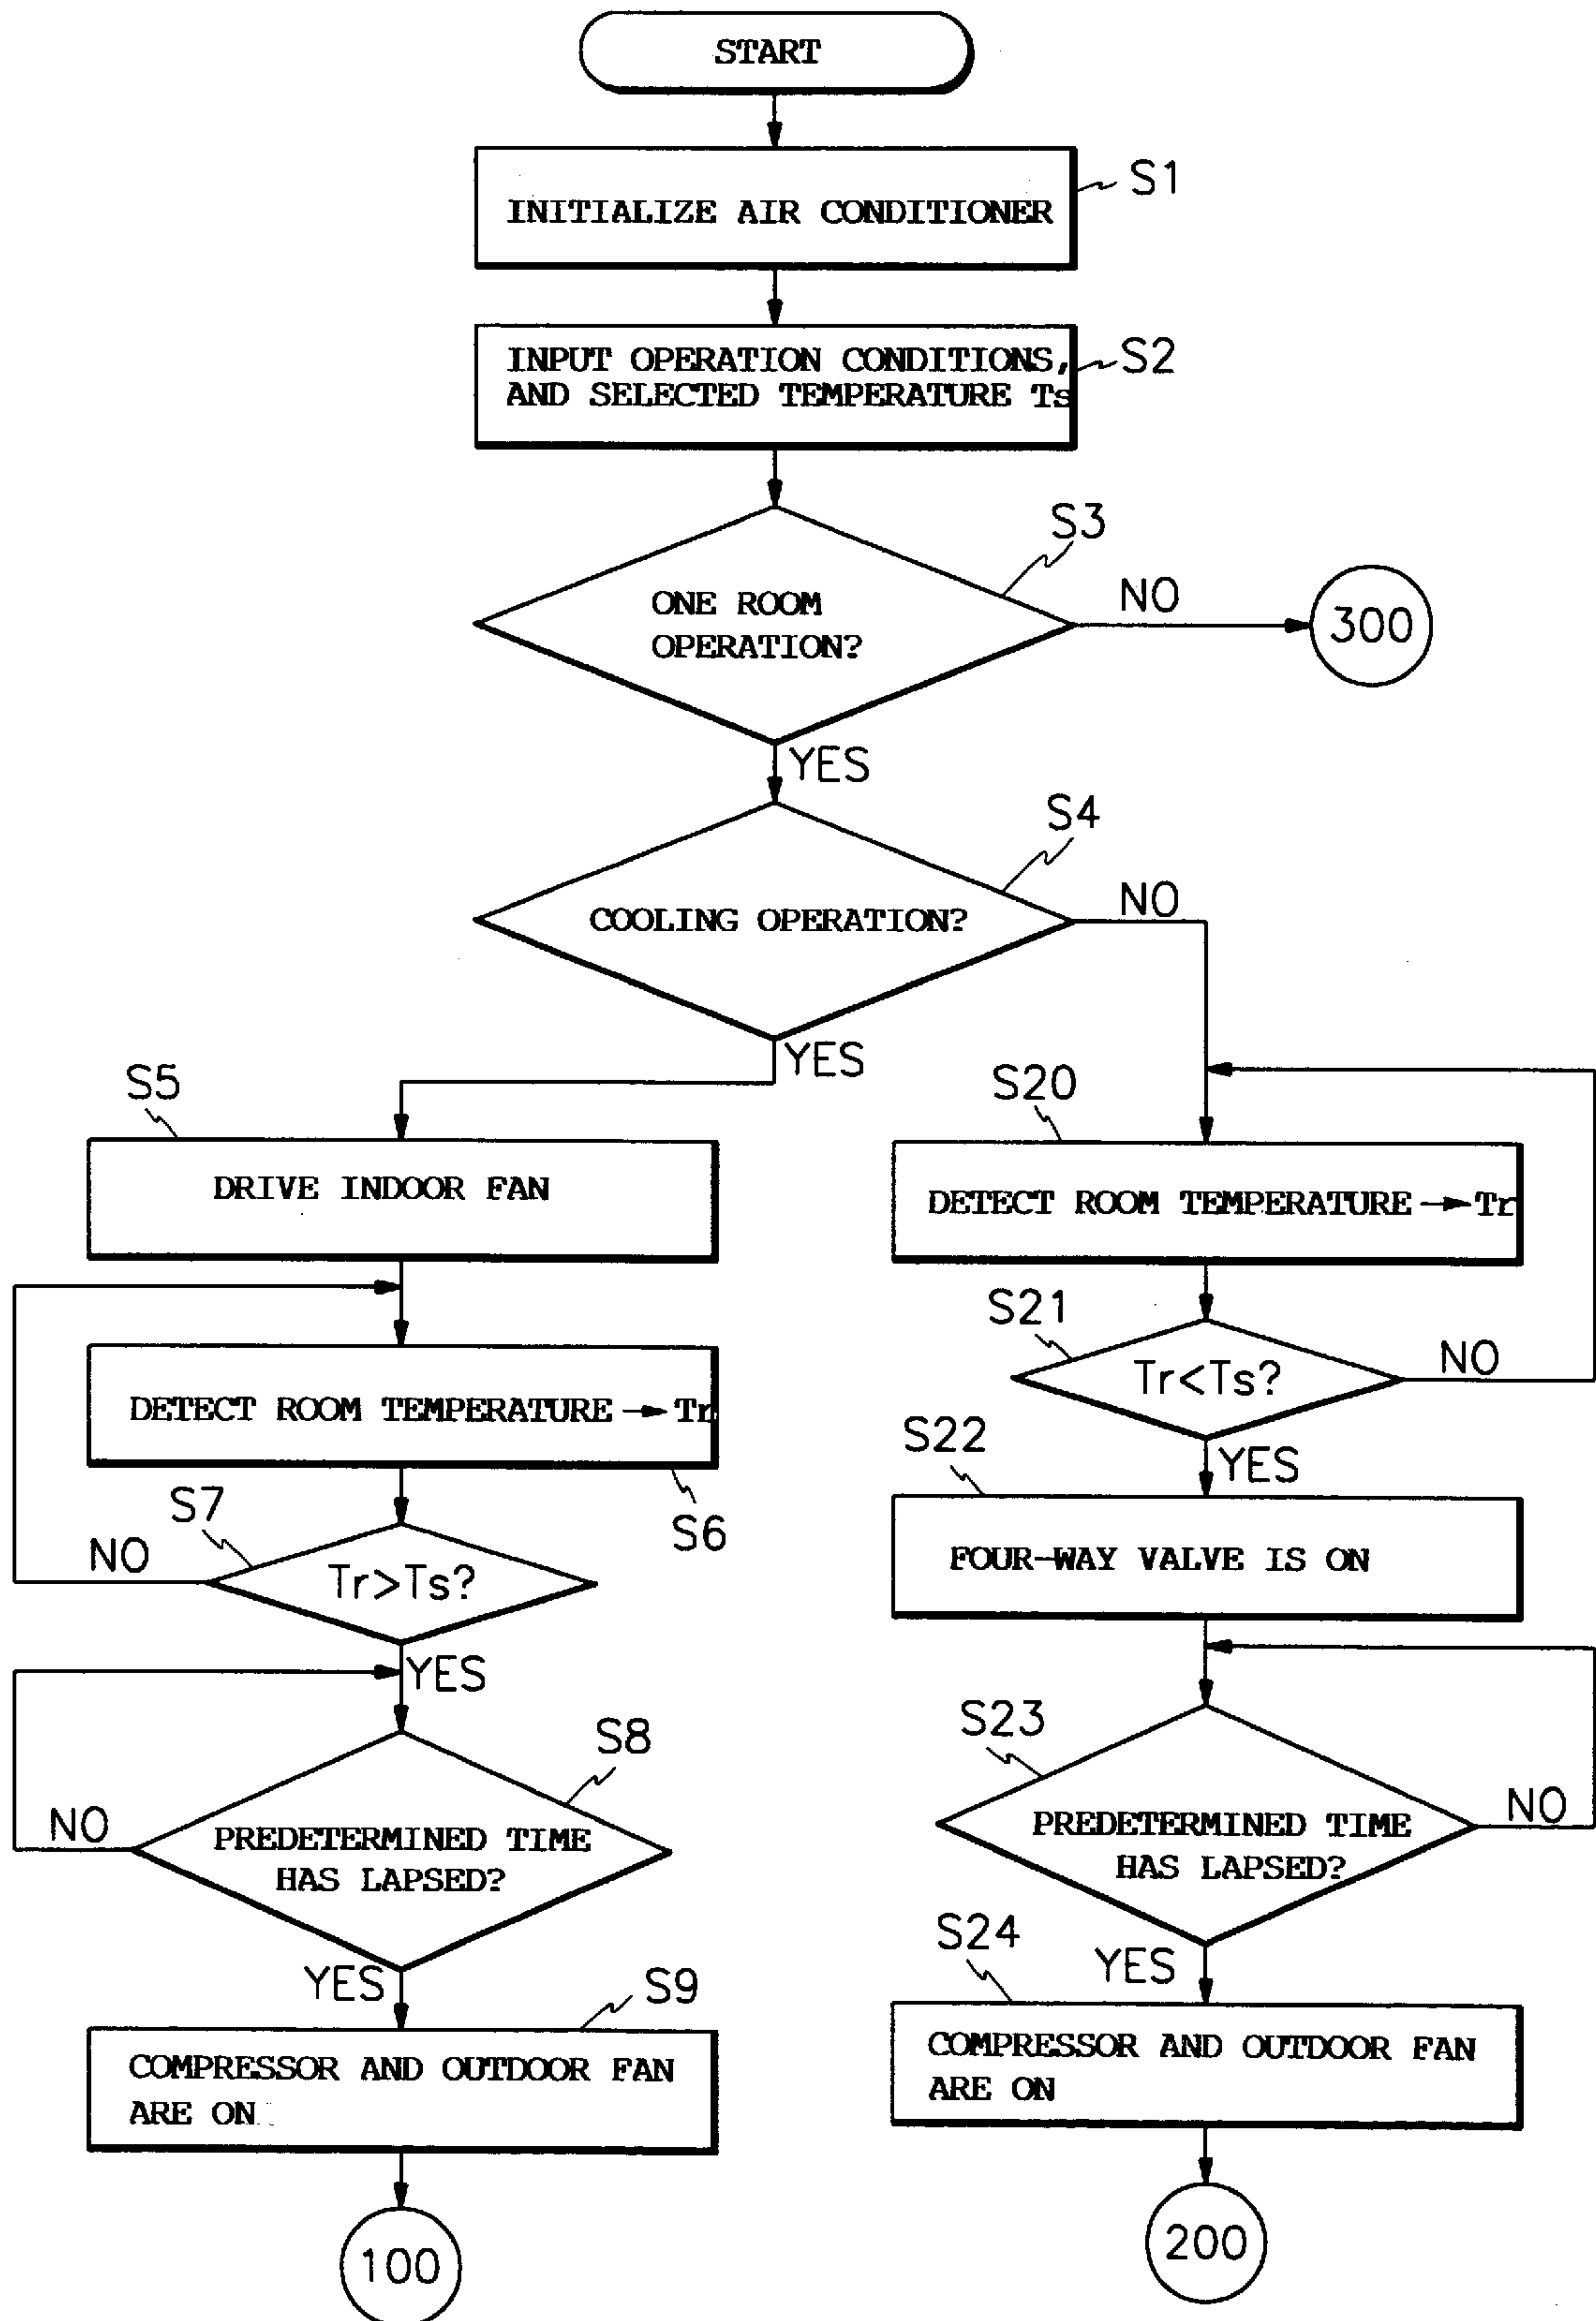 START
INITIALIZE AIR CONDITIONER
S1
INPUT OPERATION CONDITIONS,
AND SELECTED TEMPERATURE Ts
S2
S3
ONE ROOM
OPERATION?
NO
300
YES
S4
COOLING OPERATION?
NO
YES
S5
DRIVE INDOOR FAN
DETECT ROOM TEMPERATURE → Tr
S6
S7
Tr>Ts?
NO
YES
S8
PREDETERMINED TIME
HAS LAPSED?
NO
YES
S9
COMPRESSOR AND OUTDOOR FAN
ARE ON
100
S20
DETECT ROOM TEMPERATURE → Tr
S21
Tr<Ts?
NO
YES
S22
FOUR-WAY VALVE IS ON
S23
PREDETERMINED TIME
HAS LAPSED?
NO
YES
S24
COMPRESSOR AND OUTDOOR FAN
ARE ON
200